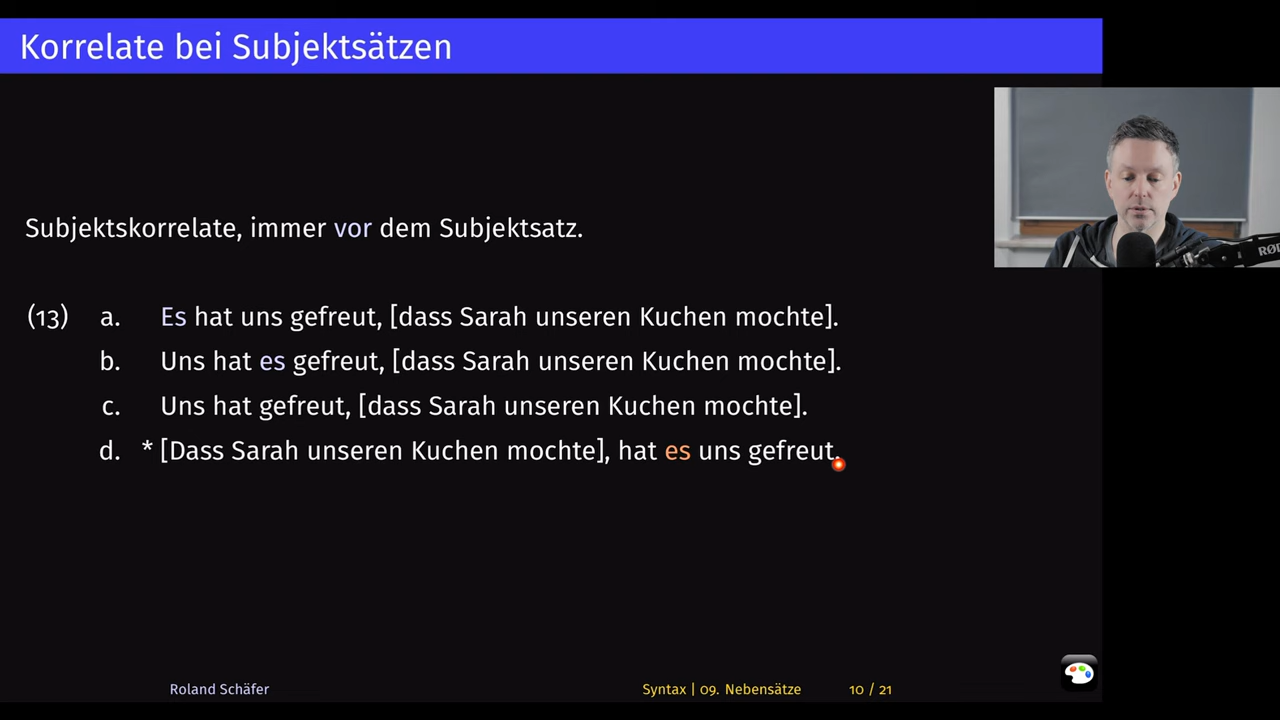 Korrelate bei Subjektsätzen
Subjektskorrelate, immer vor dem Subjektsatz.
(13) a. Es hat uns gefreut, [dass Sarah unseren Kuchen mochte].
b. Uns hat es gefreut, [dass Sarah unseren Kuchen mochte].
c. Uns hat gefreut, [dass Sarah unseren Kuchen mochte].
d. * [Dass Sarah unseren Kuchen mochte], hat es uns gefreut.
Roland Schäfer
Syntax | 09. Nebensätze
10 / 21